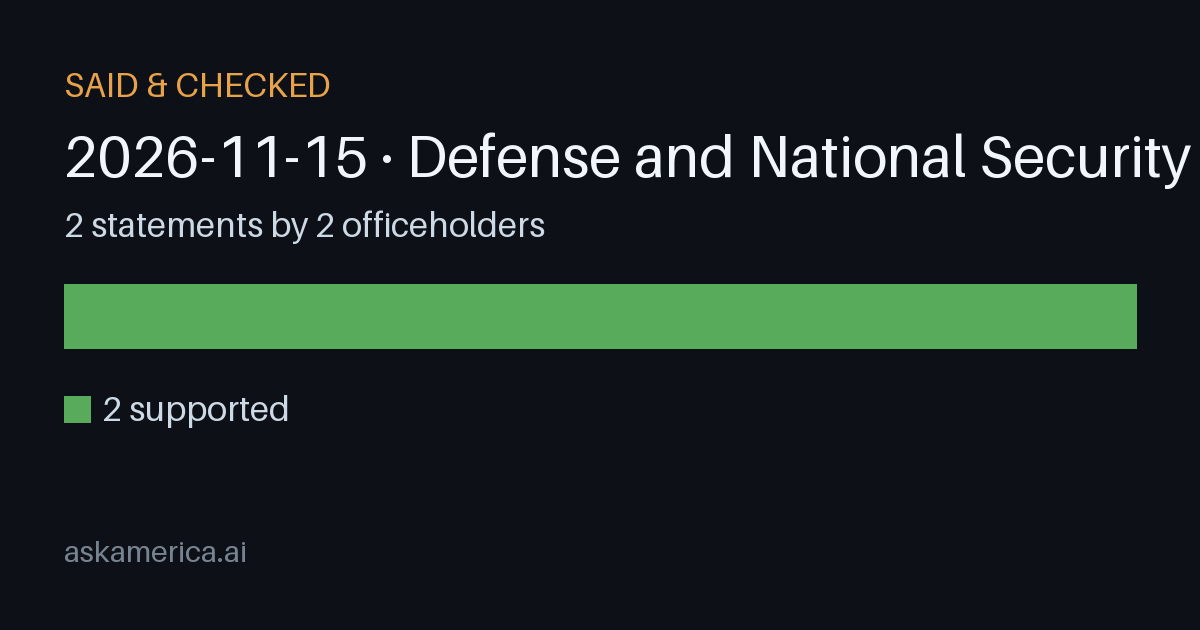 SAID & CHECKED
2026-11-15 · Defense and National Security
2 statements by 2 officeholders
2 supported
askamerica.ai